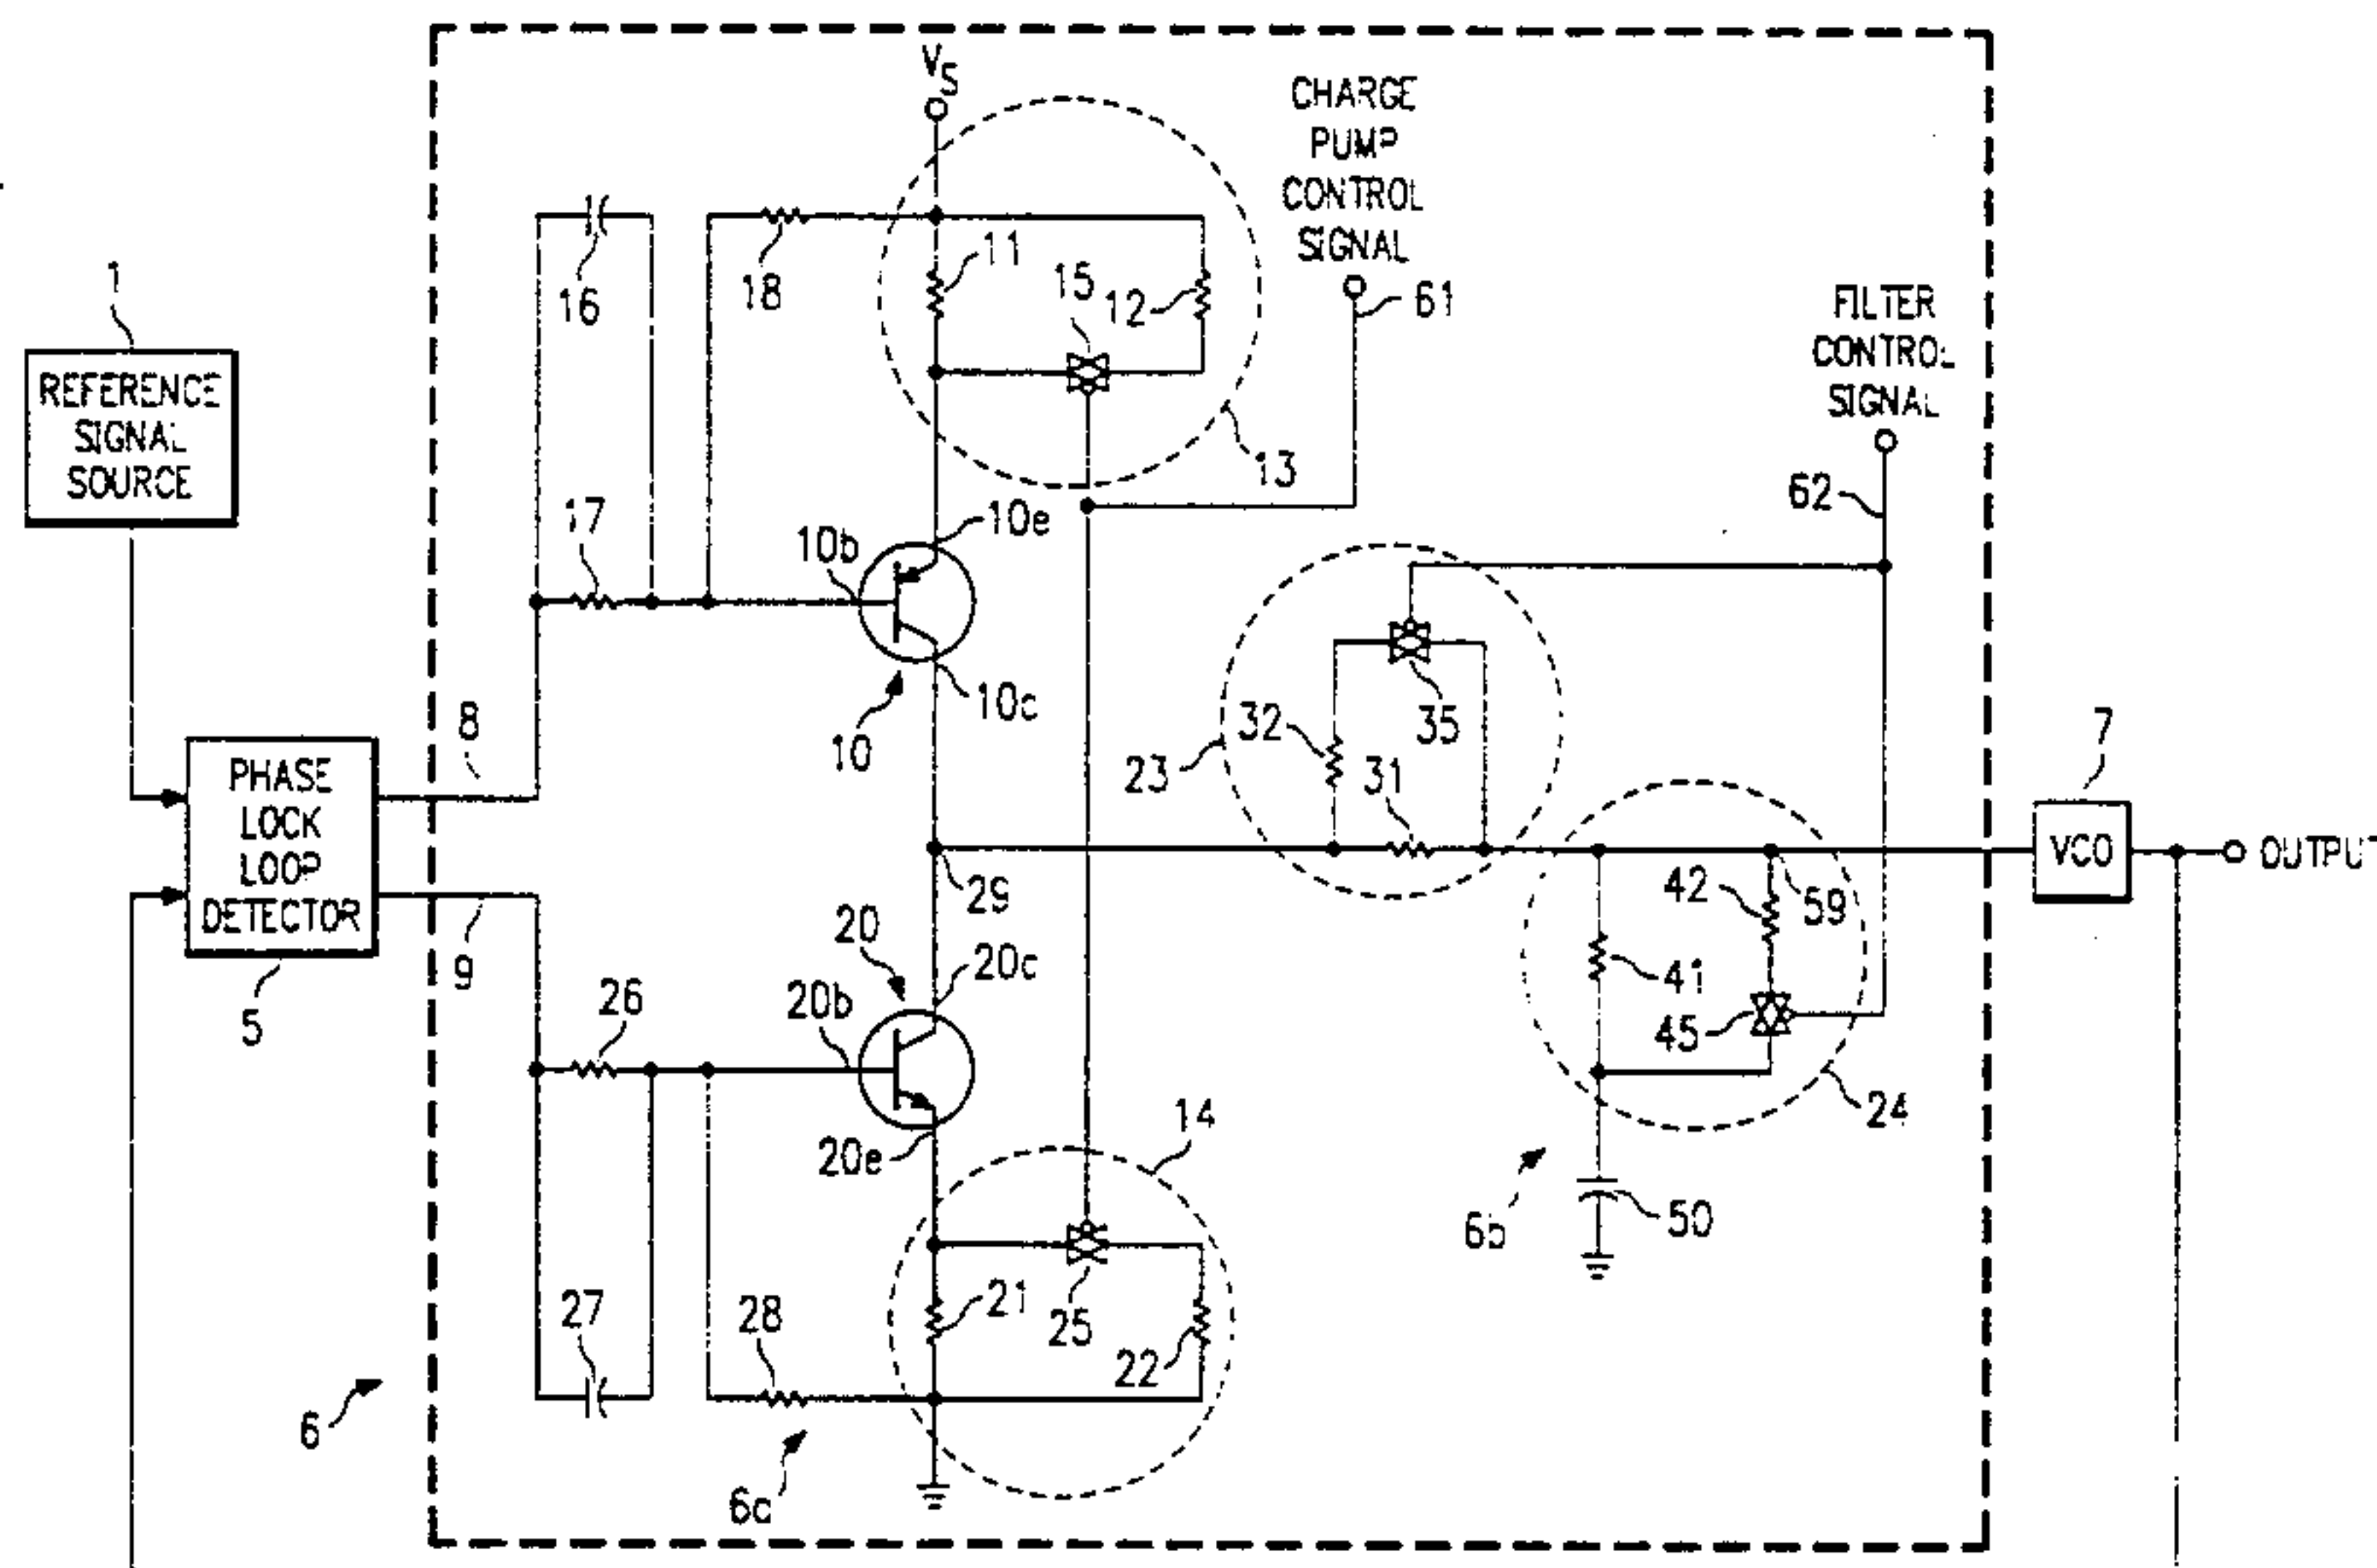 V_S
CHARGE
PUMP
CONTROL
SIGNAL
61
FILTER
CONTROL
SIGNAL
62
1
REFERENCE
SIGNAL
SOURCE
16
18
11
15
12
13
17
10b
10e
10c
10
8
PHASE
LOCK
LOOP
DETECTOR
5
9
32
35
23
31
7
VCO
OUTPUT
29
42
59
41
45
24
20
20c
20b
20e
26
14
27
28
21
25
22
6b
50
6
6c